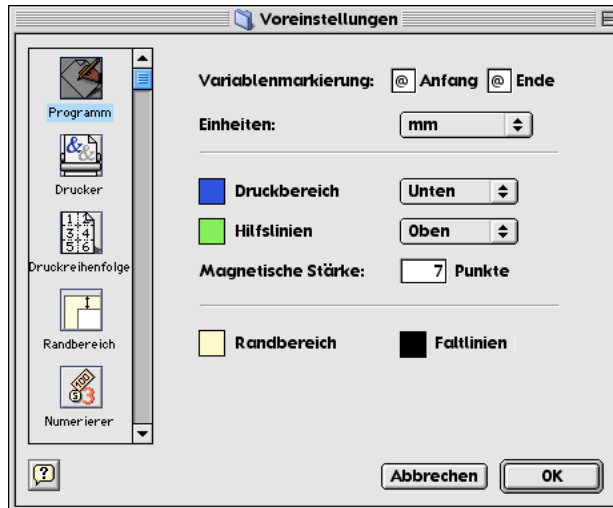 Voreinstellungen
Programm
Drucker
Druckreihenfolge
Randbereich
Numerierer
Variablenmarkierung: @ Anfang @ Ende
Einheiten: mm
Druckbereich Unten
Hilfslinien Oben
Magnetische Stärke: 7 Punkte
Randbereich Faltlinien
Abbrechen OK